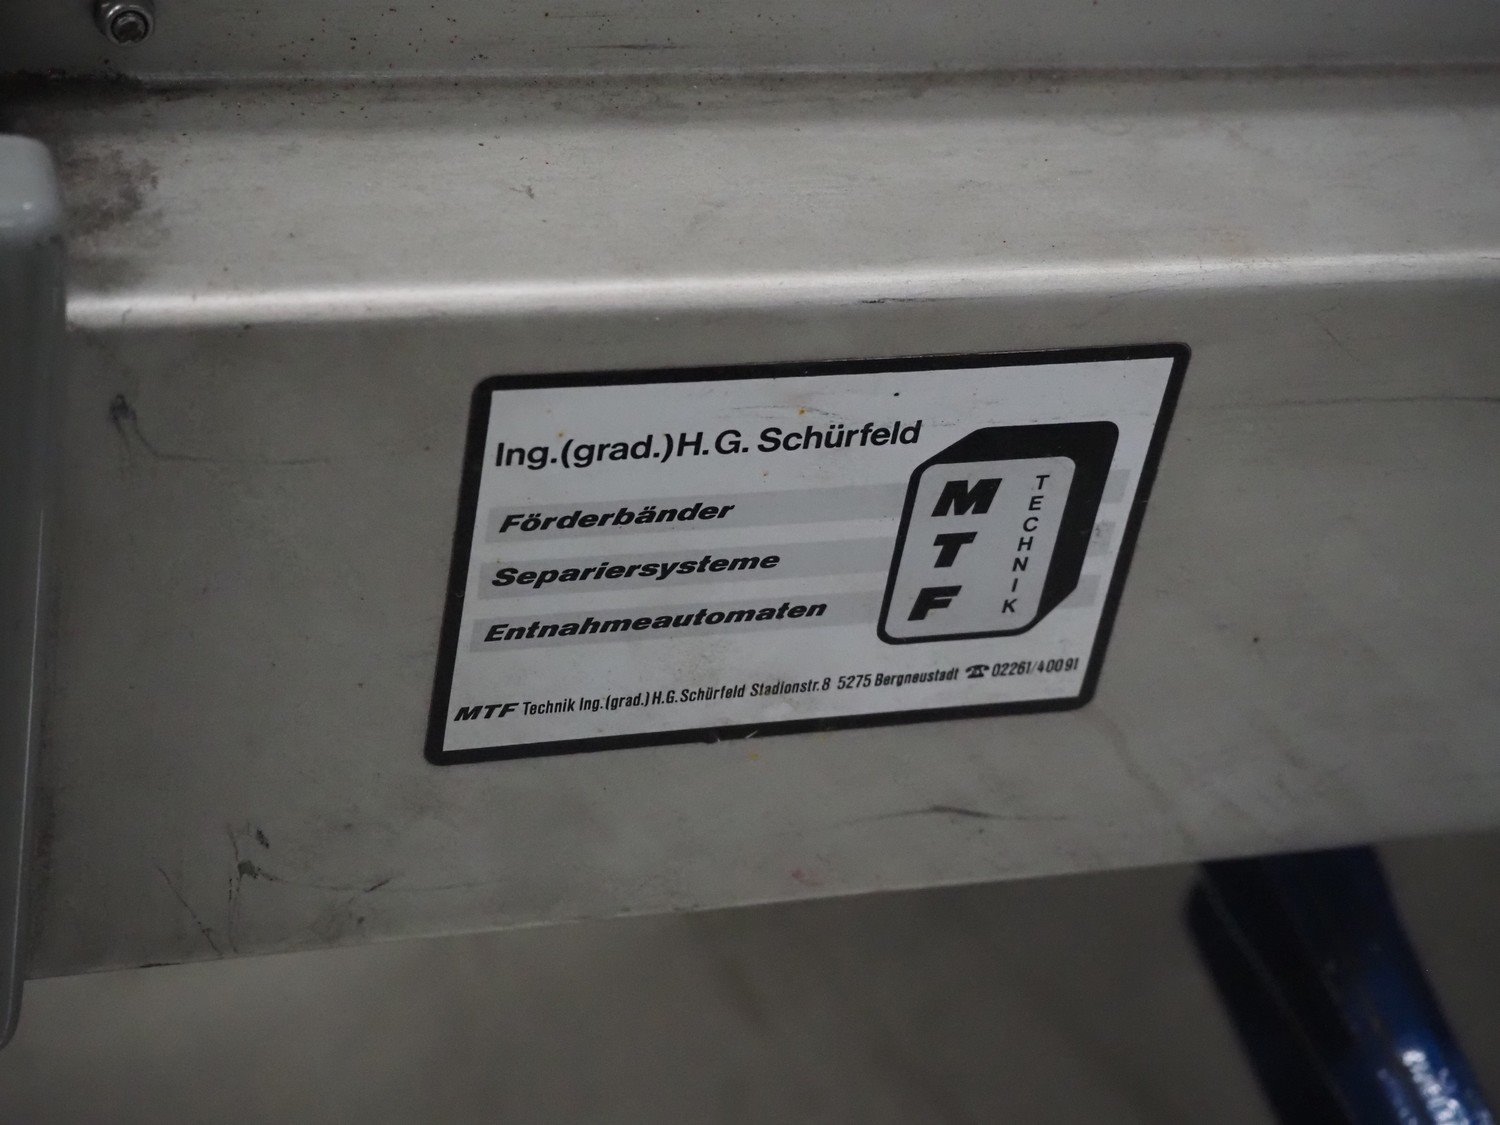 Ing.(grad.)H.G. Schürfeld
Förderbänder
Separiersysteme
Entnahmeautomaten
MTF
TECHNIK
MTF Technik Ing.(grad.)H.G.Schürfeld Stadionstr.8 5275 Bergneustadt ☎ 02261/40091